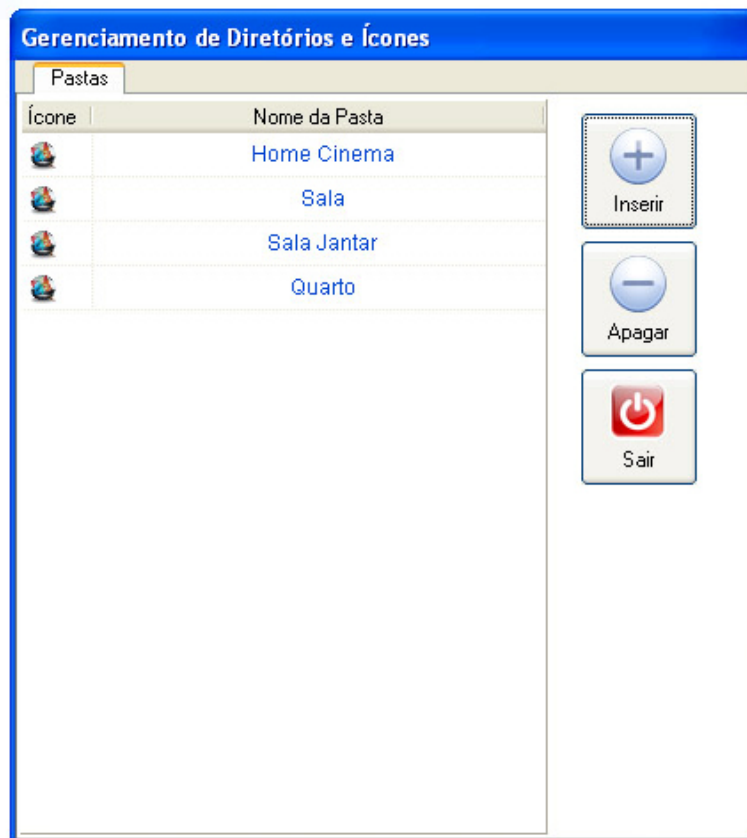 Gerenciamento de Diretórios e Ícones
Pastas
Ícone Nome da Pasta
Home Cinema
Sala
Sala Jantar
Quarto
Inserir
Apagar
Sair